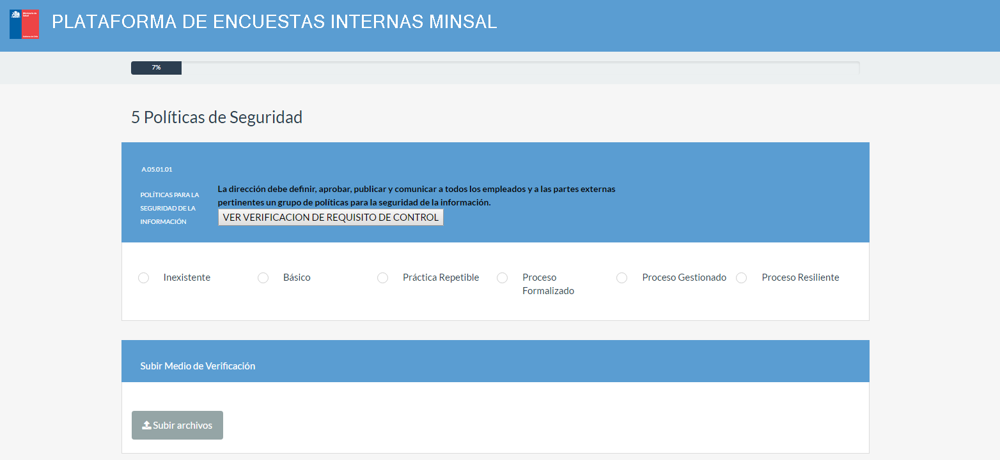 Ministerio de
Salud
Gobierno de Chile
PLATAFORMA DE ENCUESTAS INTERNAS MINSAL
7%
5 Políticas de Seguridad
A.05.01.01
POLÍTICAS PARA LA
SEGURIDAD DE LA
INFORMACIÓN
La dirección debe definir, aprobar, publicar y comunicar a todos los empleados y a las partes externas
pertinentes un grupo de políticas para la seguridad de la información.
VER VERIFICACION DE REQUISITO DE CONTROL
Inexistente
Básico
Práctica Repetible
Proceso
Formalizado
Proceso Gestionado
Proceso Resiliente
Subir Medio de Verificación
Subir archivos